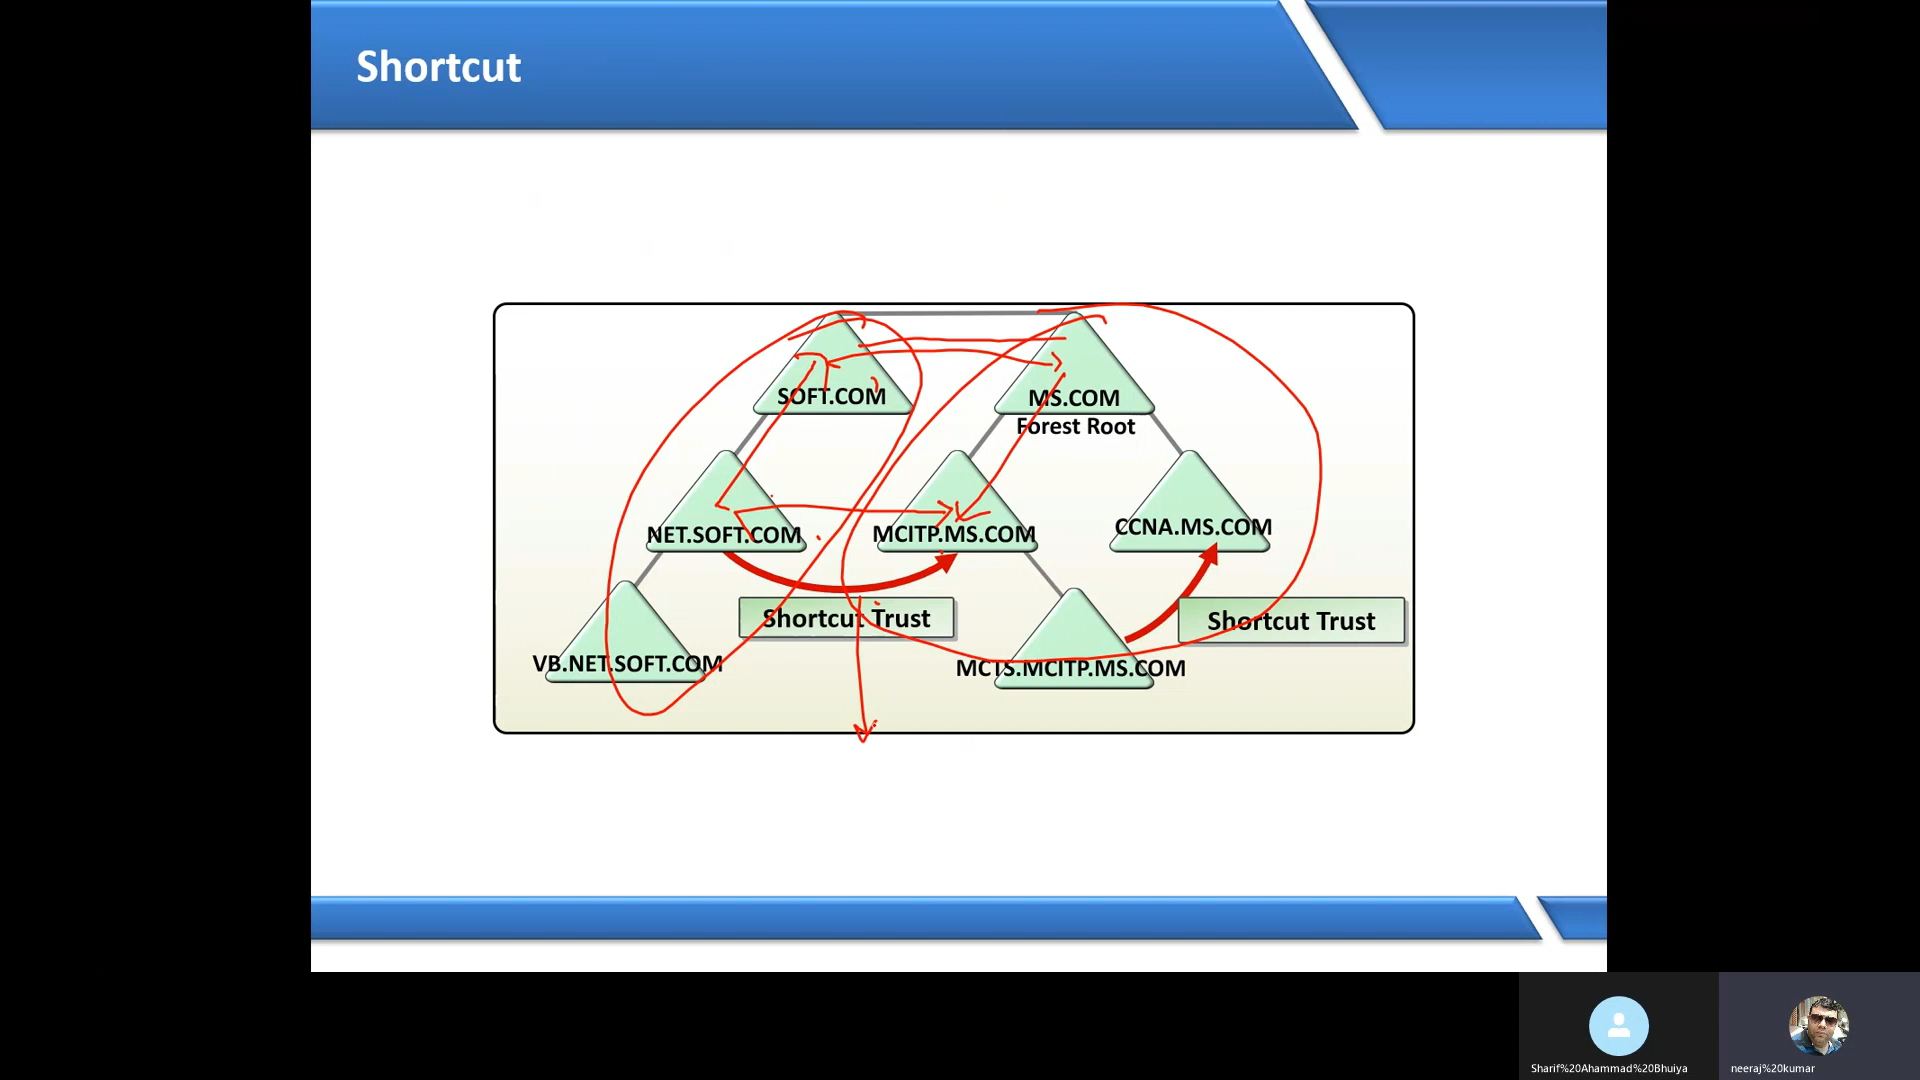 Shortcut
SOFT.COM
MS.COM
Forest Root
NET.SOFT.COM
MCITP.MS.COM
CCNA.MS.COM
Shortcut Trust
Shortcut Trust
VB.NET.SOFT.COM
MCTS.MCITP.MS.COM
Sharif%20Ahammad%20Bhuiya
neeraj%20kumar